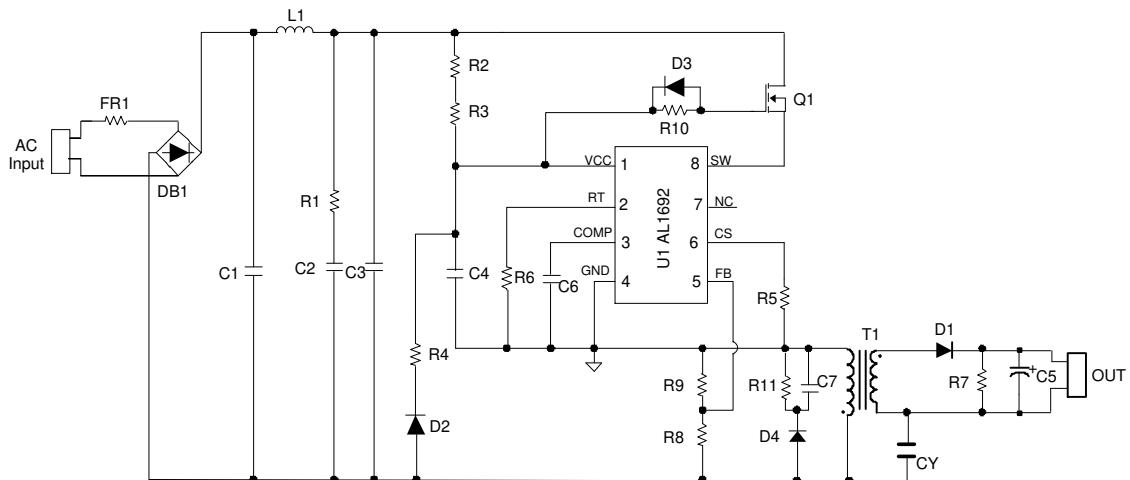 L1
R2
D3
FR1
R3
Q1
R10
AC
Input
VCC 1
8 SW
DB1
RT 2
7 NC
U1 AL1692
R1
COMP 3
6 CS
C1
C2
C3
C4
R6
C6
GND 4
5 FB
R5
T1
D1
R4
R9
R11
C7
R7
+
C5
OUT
D2
R8
D4
CY